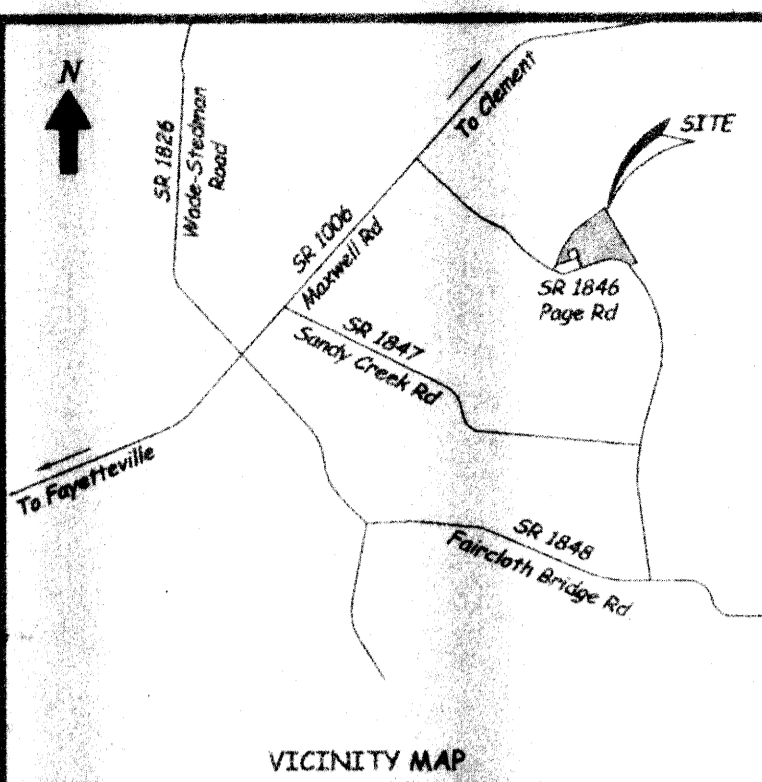 N
To Clement
SITE
SR 1826
Wade-Stedman
Road
SR 1006
Maxwell Rd
SR 1846
Page Rd
SR 1847
Sandy Creek Rd
To Fayetteville
SR 1848
Faircloth Bridge Rd
VICINITY MAP